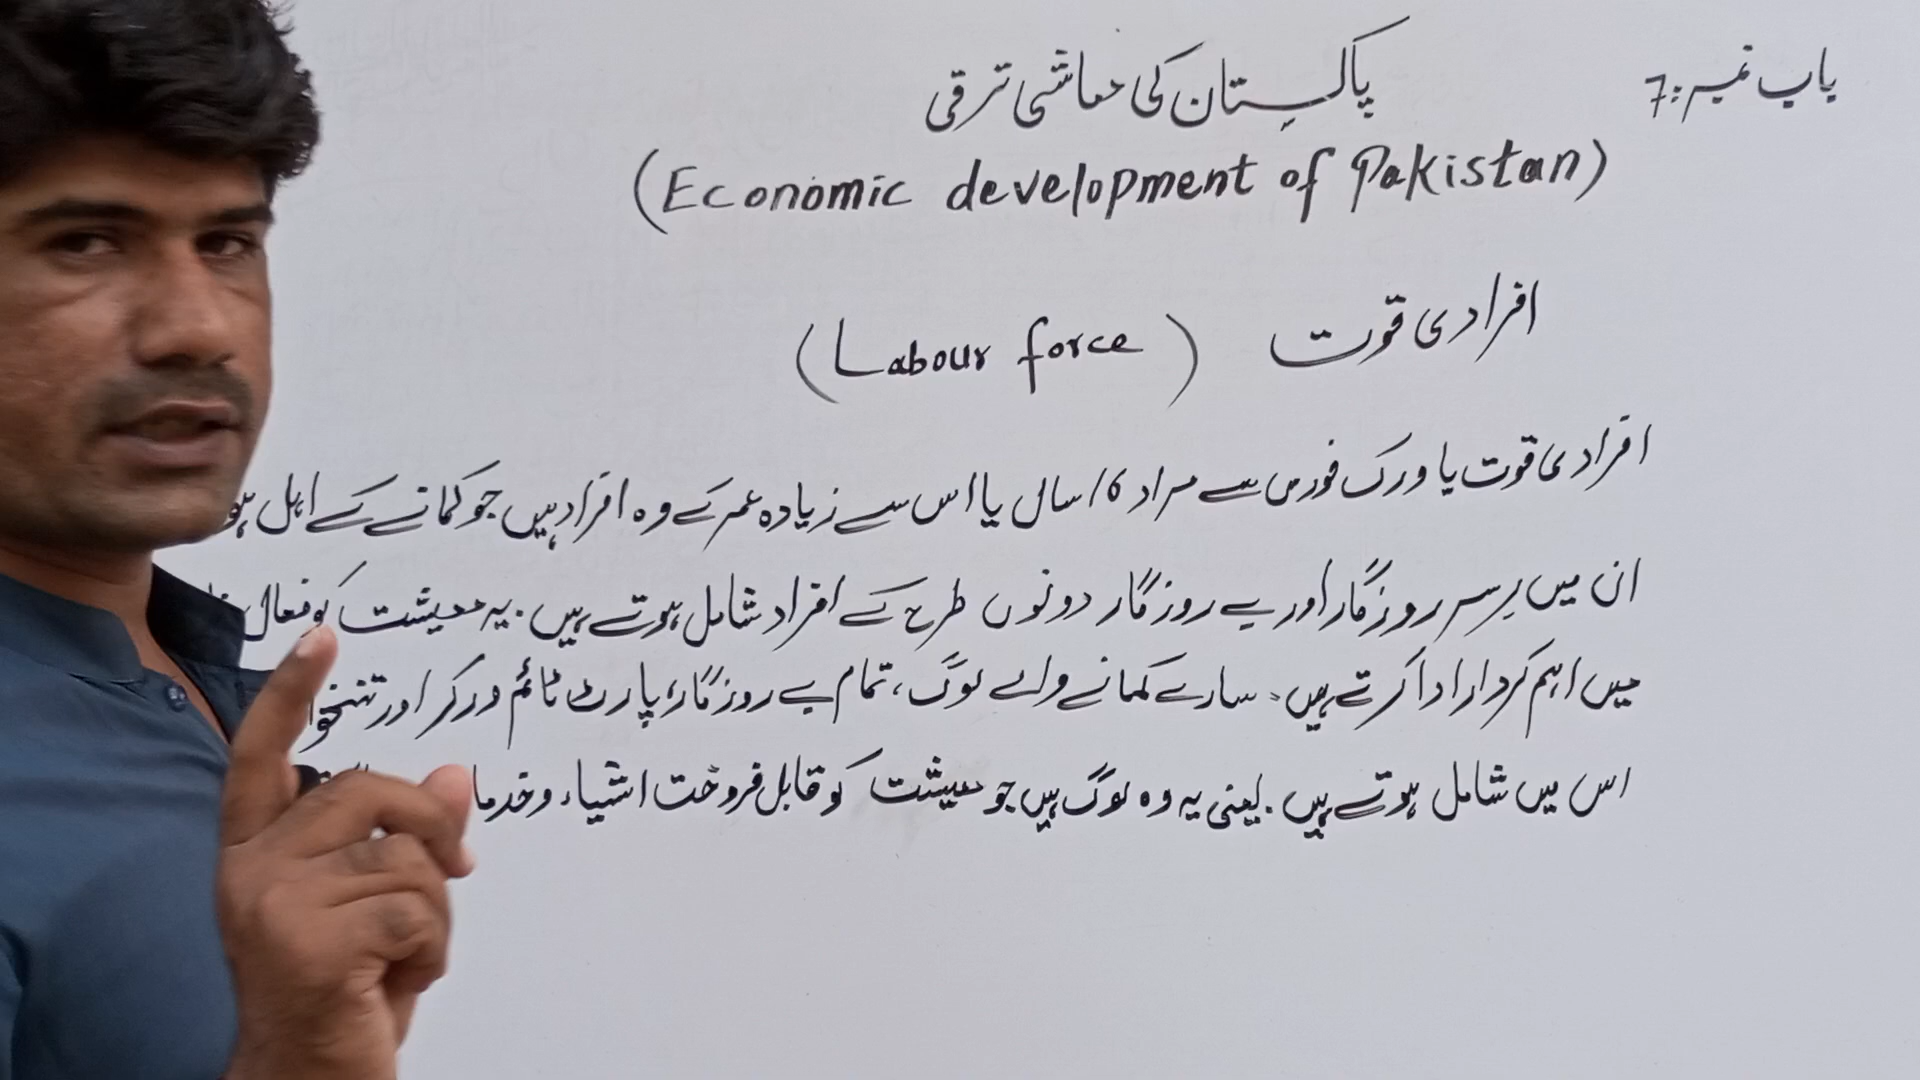 باب نمبر:7
پاکستان کی معاشی ترقی
(Economic development of Pakistan)
افرادی قوت (Labour force)
افرادی قوت یا ورک فورس سے مراد 16 سال یا اس سے زیادہ عمر کے وہ افراد ہیں جو کمانے کے اہل
ان میں برسر روزگار اور بے روزگار دونوں طرح کے افراد شامل ہوتے ہیں. یہ معیشت کو فعال
میں اہم کردار ادا کرتے ہیں۔ سارے کمانے والے لوگ، تمام بے روزگار، پارٹ ٹائم ورکر اور
اس میں شامل ہوتے ہیں. یعنی یہ وہ لوگ ہیں جو معیشت کو قابل فروخت اشیاء و